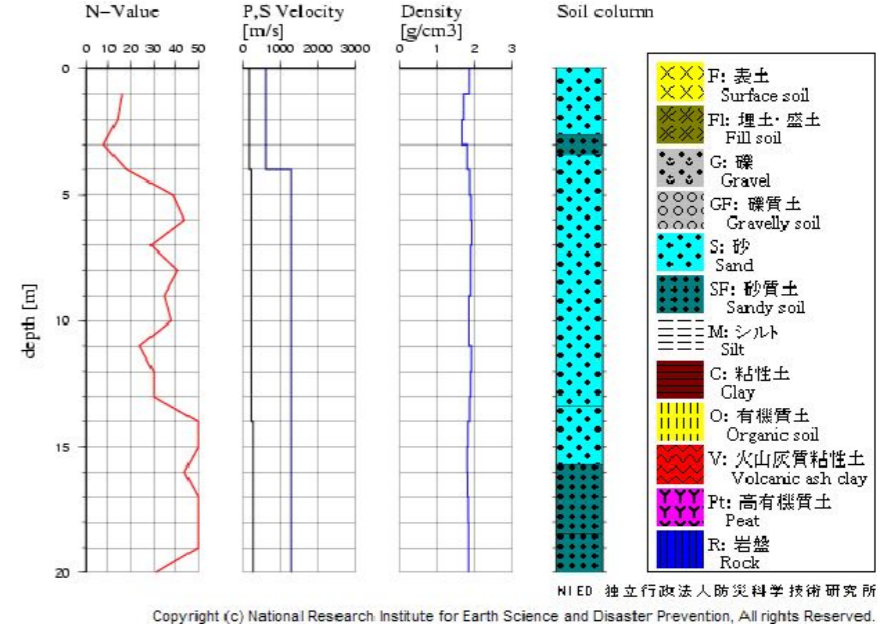 N-Value
P,S Velocity
[m/s]
Density
[g/cm3]
Soil column
0 10 20 30 40 50
0 1000 2000 3000
0 1 2 3
depth [m]
0
5
10
15
20
F: 表土
Surface soil
Fl: 埋土・盛土
Fill soil
G: 礫
Gravel
GF: 礫質土
Gravelly soil
S: 砂
Sand
SF: 砂質土
Sandy soil
M: シルト
Silt
C: 粘性土
Clay
O: 有機質土
Organic soil
V: 火山灰質粘性土
Volcanic ash clay
Pt: 高有機質土
Peat
R: 岩盤
Rock
NIED 独立行政法人防災科学技術研究所
Copyright (c) National Research Institute for Earth Science and Disaster Prevention, All rights Reserved.